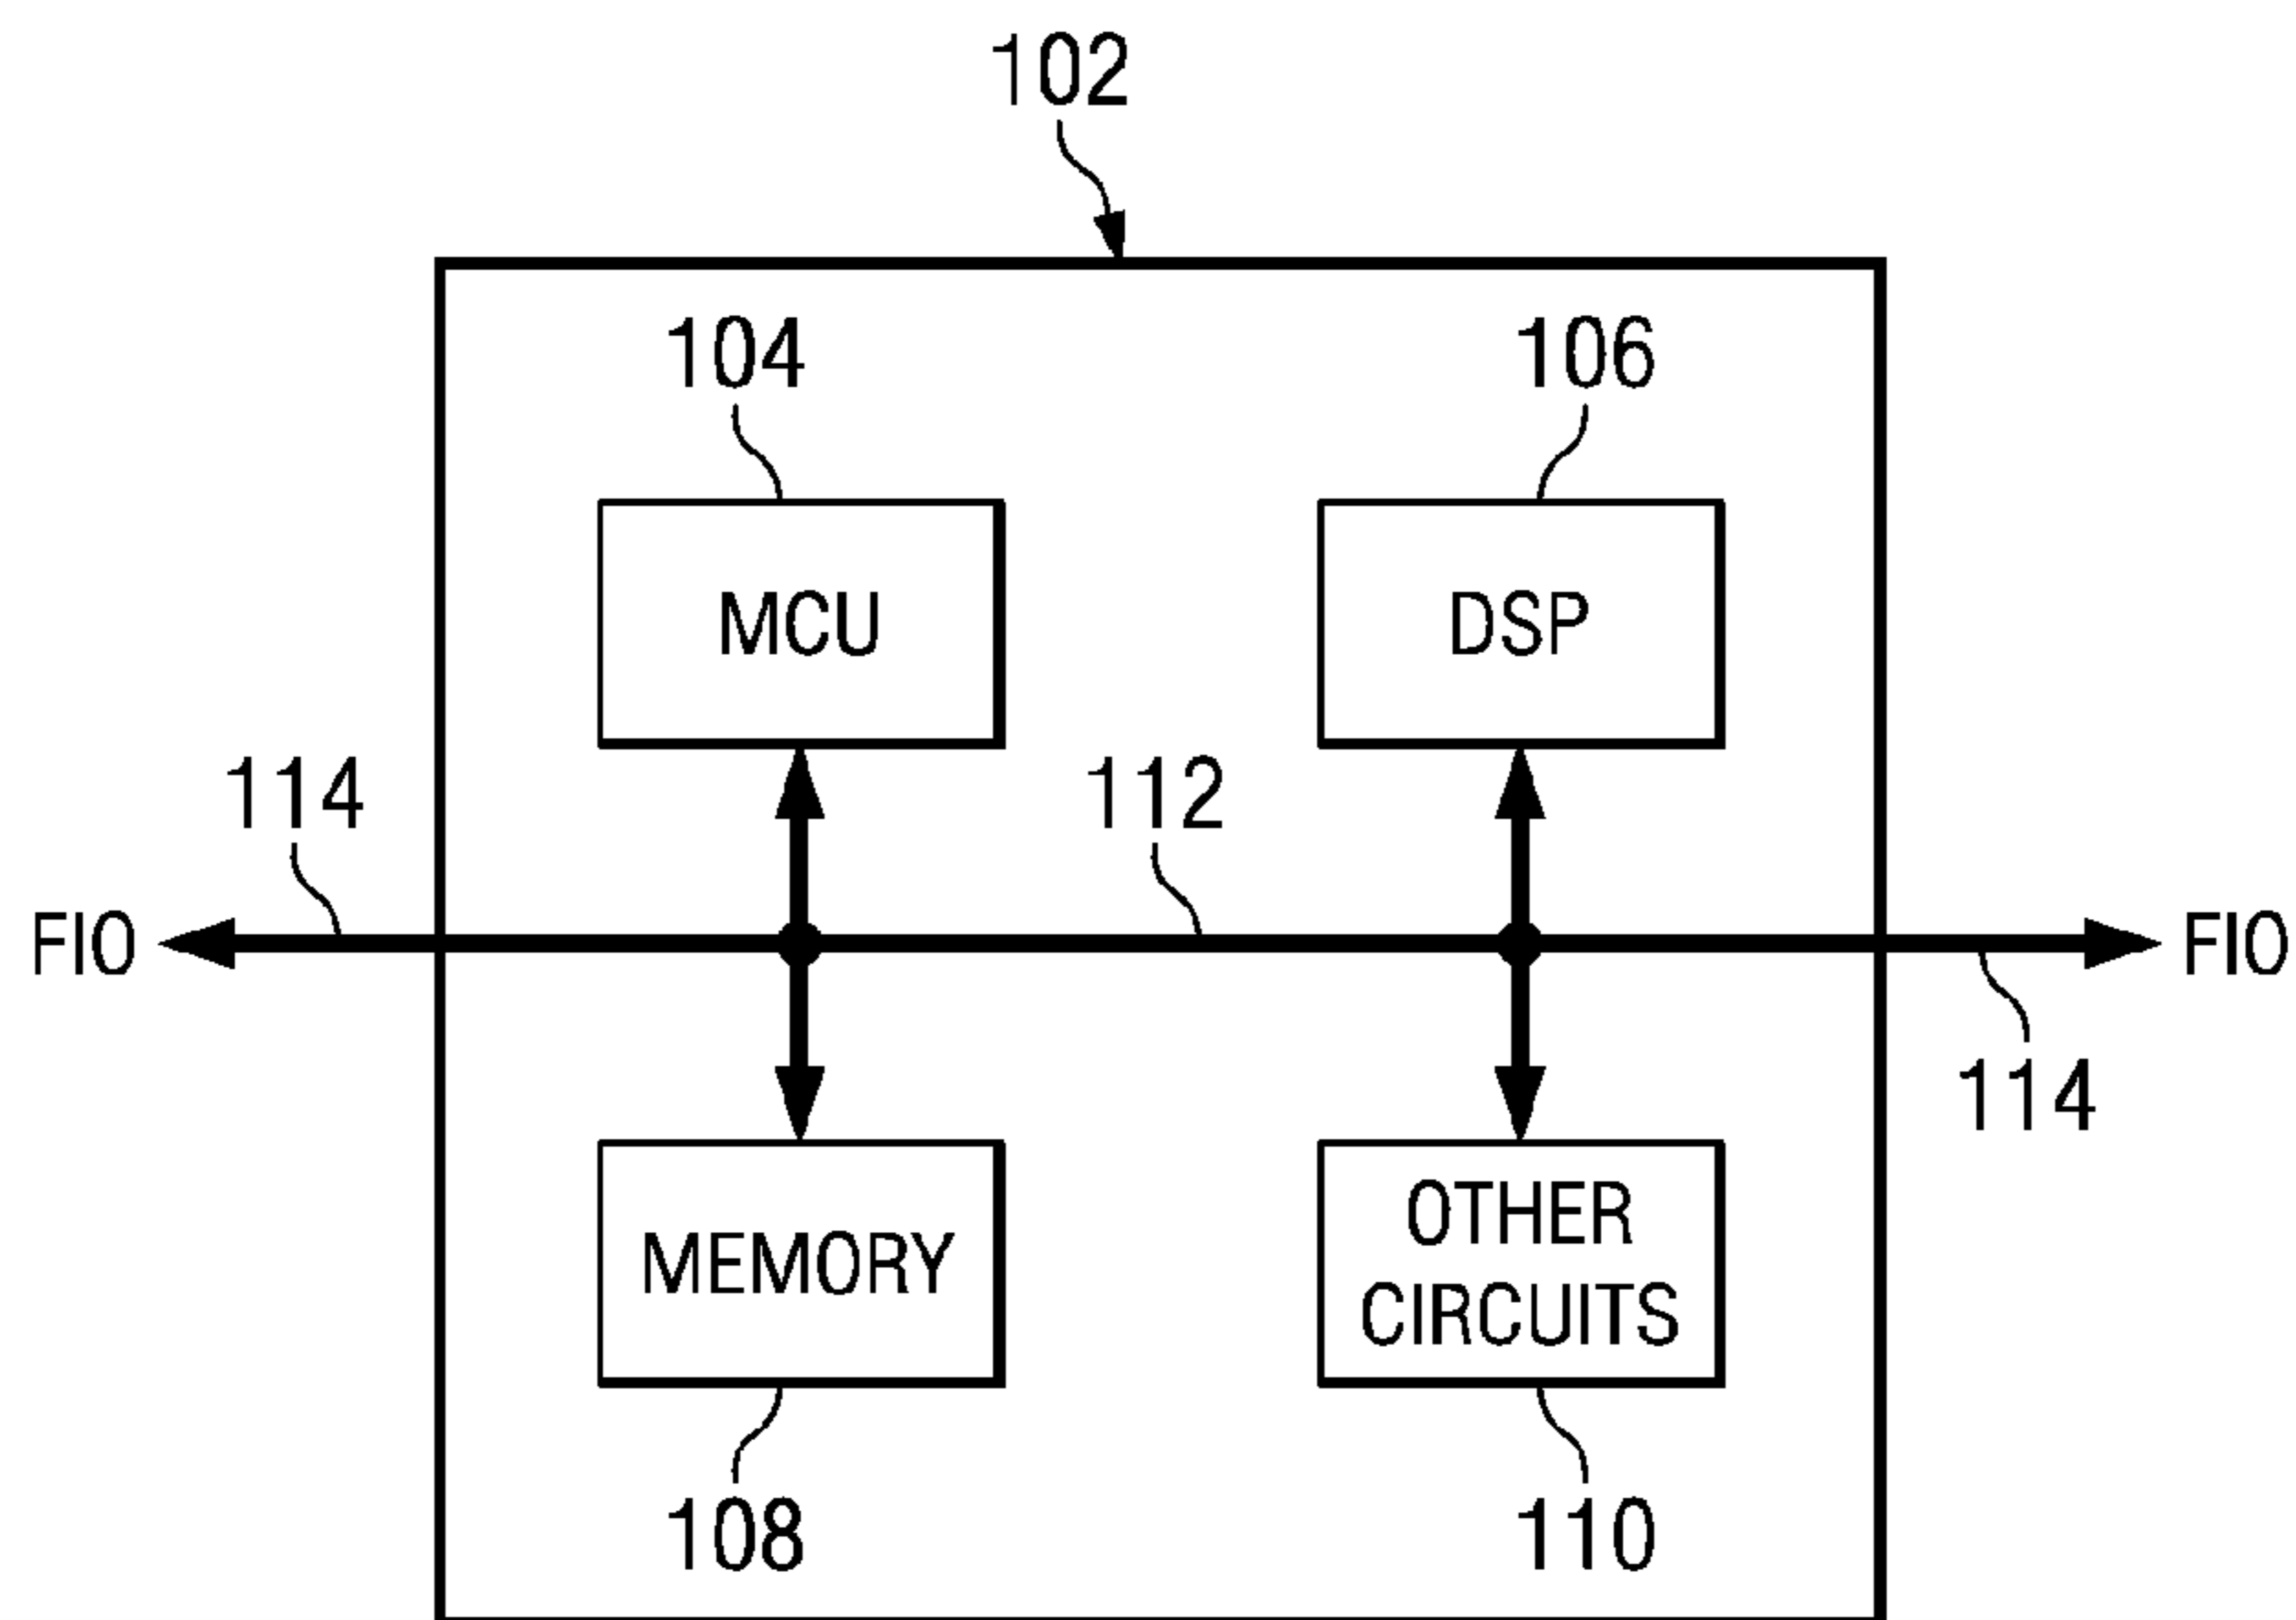 102
104
106
MCU
DSP
114
112
FIO
FIO
114
MEMORY
OTHER
CIRCUITS
108
110